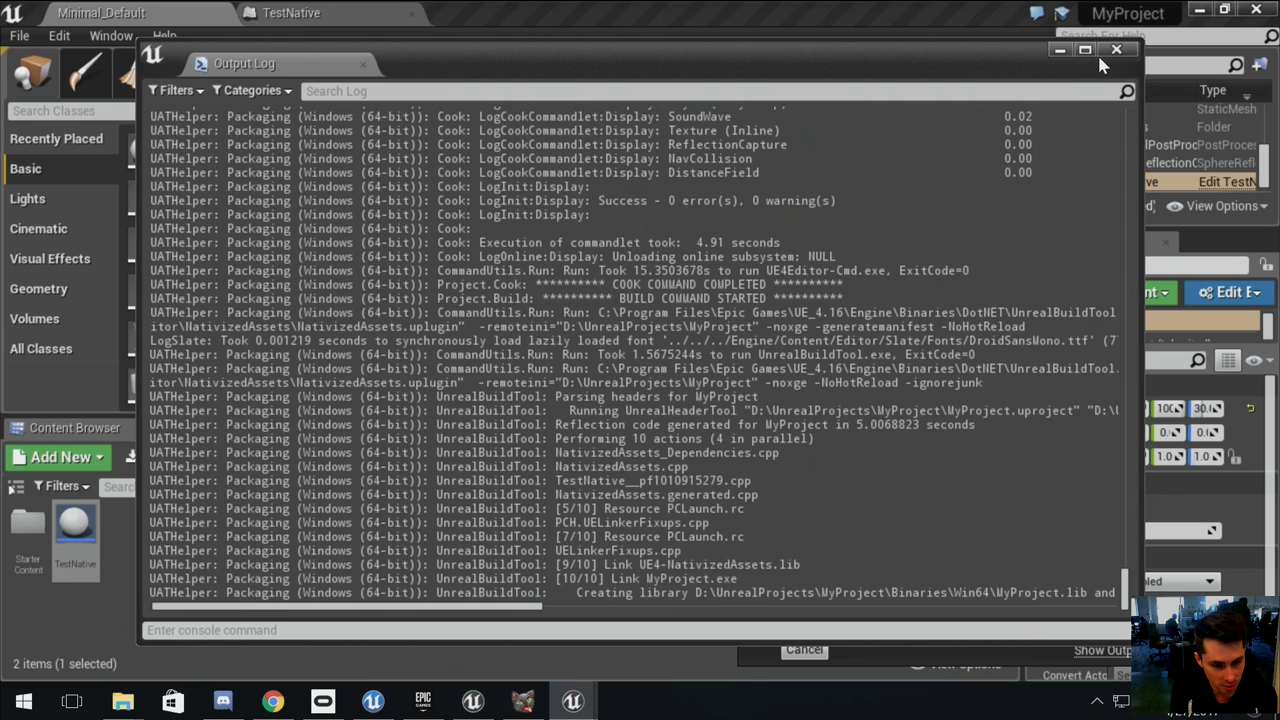 Minimal_Default
TestNative
MyProject
File
Edit
Window
Help
Search For Help
Output Log
Filters
Categories
Search Log
Search Classes
Recently Placed
Basic
Lights
Cinematic
Visual Effects
Geometry
Volumes
All Classes
UATHelper: Packaging (Windows (64-bit)): Cook: LogCookCommandlet:Display: SoundWave 0.02
UATHelper: Packaging (Windows (64-bit)): Cook: LogCookCommandlet:Display: Texture (Inline) 0.00
UATHelper: Packaging (Windows (64-bit)): Cook: LogCookCommandlet:Display: ReflectionCapture 0.00
UATHelper: Packaging (Windows (64-bit)): Cook: LogCookCommandlet:Display: NavCollision 0.00
UATHelper: Packaging (Windows (64-bit)): Cook: LogCookCommandlet:Display: DistanceField 0.00
UATHelper: Packaging (Windows (64-bit)): Cook: LogInit:Display:
UATHelper: Packaging (Windows (64-bit)): Cook: LogInit:Display: Success - 0 error(s), 0 warning(s)
UATHelper: Packaging (Windows (64-bit)): Cook: LogInit:Display:
UATHelper: Packaging (Windows (64-bit)): Cook:
UATHelper: Packaging (Windows (64-bit)): Cook: Execution of commandlet took: 4.91 seconds
UATHelper: Packaging (Windows (64-bit)): Cook: LogOnline:Display: Unloading online subsystem: NULL
UATHelper: Packaging (Windows (64-bit)): CommandUtils.Run: Run: Took 15.3503678s to run UE4Editor-Cmd.exe, ExitCode=0
UATHelper: Packaging (Windows (64-bit)): Project.Cook: ********** COOK COMMAND COMPLETED **********
UATHelper: Packaging (Windows (64-bit)): Project.Build: ********** BUILD COMMAND STARTED **********
UATHelper: Packaging (Windows (64-bit)): CommandUtils.Run: Run: C:\Program Files\Epic Games\UE_4.16\Engine\Binaries\DotNET\UnrealBuildTool
itor\NativizedAssets\NativizedAssets.uplugin" -remoteini="D:\UnrealProjects\MyProject" -noxge -generatemanifest -NoHotReload
LogSlate: Took 0.001219 seconds to synchronously load lazily loaded font '../../../Engine/Content/Editor/Slate/Fonts/DroidSansMono.ttf' (7
UATHelper: Packaging (Windows (64-bit)): CommandUtils.Run: Run: Took 1.5675244s to run UnrealBuildTool.exe, ExitCode=0
UATHelper: Packaging (Windows (64-bit)): CommandUtils.Run: Run: C:\Program Files\Epic Games\UE_4.16\Engine\Binaries\DotNET\UnrealBuildTool.
itor\NativizedAssets\NativizedAssets.uplugin" -remoteini="D:\UnrealProjects\MyProject" -noxge -NoHotReload -ignorejunk
UATHelper: Packaging (Windows (64-bit)): UnrealBuildTool: Parsing headers for MyProject
UATHelper: Packaging (Windows (64-bit)): UnrealBuildTool: Running UnrealHeaderTool "D:\UnrealProjects\MyProject\MyProject.uproject" "D:\U
UATHelper: Packaging (Windows (64-bit)): UnrealBuildTool: Reflection code generated for MyProject in 5.0068823 seconds
UATHelper: Packaging (Windows (64-bit)): UnrealBuildTool: Performing 10 actions (4 in parallel)
UATHelper: Packaging (Windows (64-bit)): UnrealBuildTool: NativizedAssets_Dependencies.cpp
UATHelper: Packaging (Windows (64-bit)): UnrealBuildTool: NativizedAssets.cpp
UATHelper: Packaging (Windows (64-bit)): UnrealBuildTool: TestNative__pf1010915279.cpp
UATHelper: Packaging (Windows (64-bit)): UnrealBuildTool: NativizedAssets.generated.cpp
UATHelper: Packaging (Windows (64-bit)): UnrealBuildTool: [5/10] Resource PCLaunch.rc
UATHelper: Packaging (Windows (64-bit)): UnrealBuildTool: PCH.UELinkerFixups.cpp
UATHelper: Packaging (Windows (64-bit)): UnrealBuildTool: [7/10] Resource PCLaunch.rc
UATHelper: Packaging (Windows (64-bit)): UnrealBuildTool: UELinkerFixups.cpp
UATHelper: Packaging (Windows (64-bit)): UnrealBuildTool: [9/10] Link UE4-NativizedAssets.lib
UATHelper: Packaging (Windows (64-bit)): UnrealBuildTool: [10/10] Link MyProject.exe
UATHelper: Packaging (Windows (64-bit)): UnrealBuildTool: Creating library D:\UnrealProjects\MyProject\Binaries\Win64\MyProject.lib and
Enter console command
Type
StaticMesh
Folder
PostProces
SphereRefl
Edit TestN
View Options
Edit B
30.0
1.0
1.0
Content Browser
Add New
Filters
Searc
Starter
Content
TestNative
2 items (1 selected)
Cancel
Show Outp
View Options
Convert Acto
EPIC
GAMES